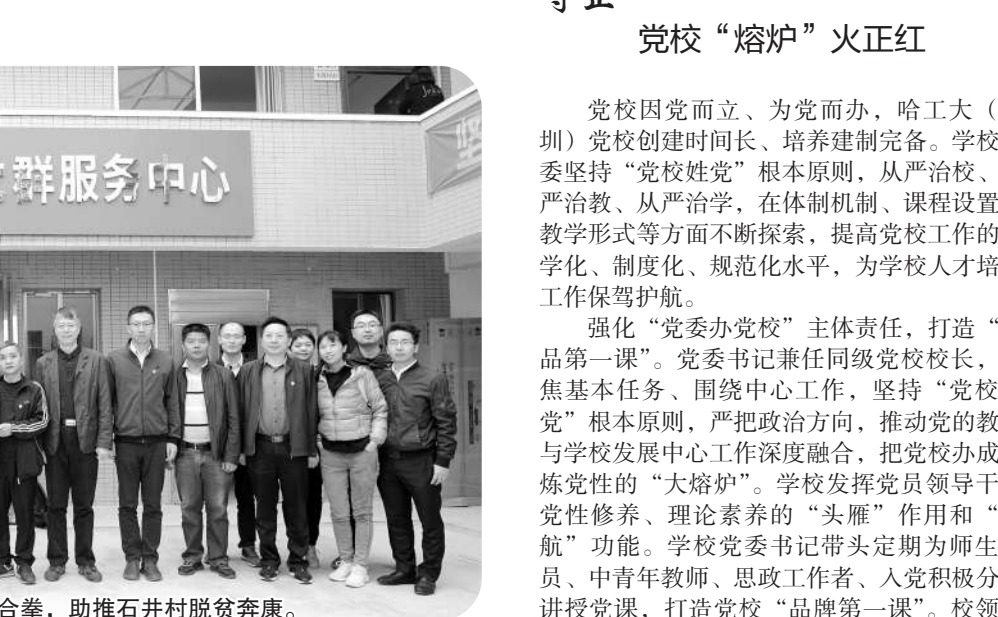 群服务中心
坚
合拳，助推石井村脱贫奔康。
党校“熔炉”火正红
党校因党而立、为党而办，哈工大（
圳）党校创建时间长、培养建制完备。学校
委坚持“党校姓党”根本原则，从严治校、
严治教、从严治学，在体制机制、课程设置
教学形式等方面不断探索，提高党校工作的
学化、制度化、规范化水平，为学校人才培
工作保驾护航。
强化“党委办党校”主体责任，打造“
品第一课”。党委书记兼任同级党校校长，
焦基本任务、围绕中心工作，坚持“党校
党”根本原则，严把政治方向，推动党的教
与学校发展中心工作深度融合，把党校办成
炼党性的“大熔炉”。学校发挥党员领导干
党性修养、理论素养的“头雁”作用和“
航”功能。学校党委书记带头定期为师生
员、中青年教师、思政工作者、入党积极分
讲授党课，打造党校“品牌第一课”。校领